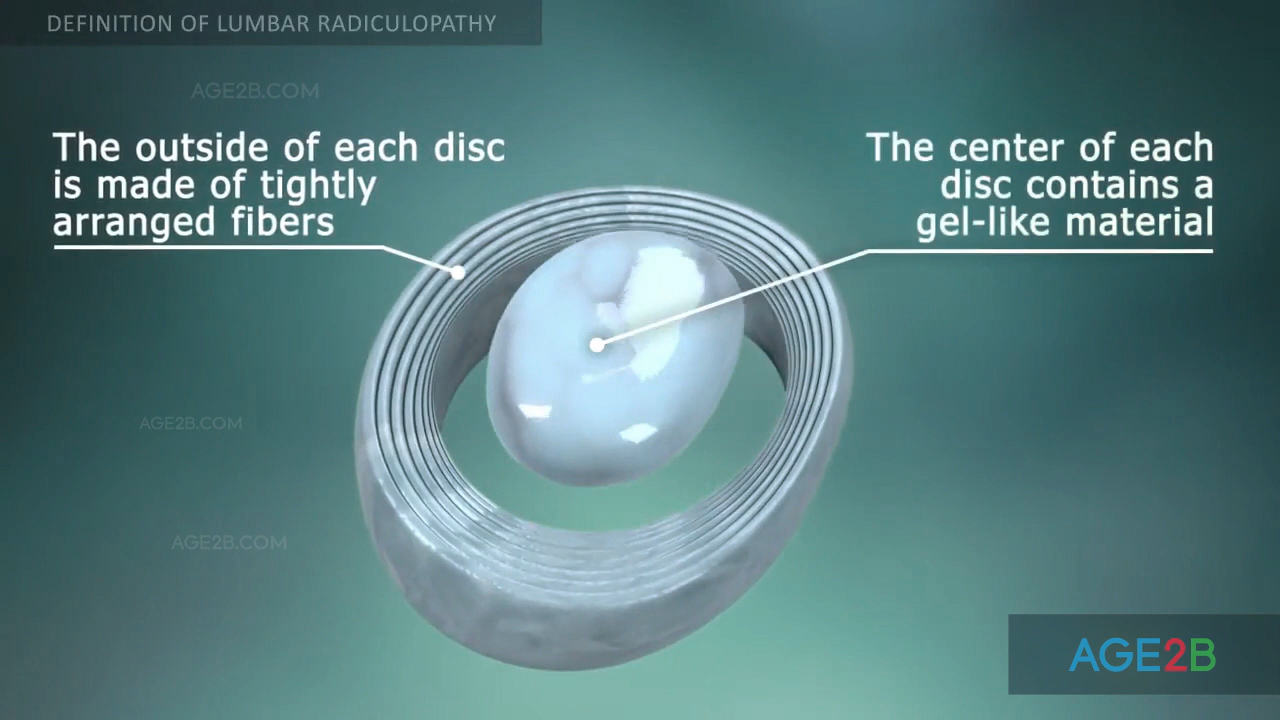 DEFINITION OF LUMBAR RADICULOPATHY
AGE2B.COM
The outside of each disc
is made of tightly
arranged fibers
The center of each
disc contains a
gel-like material
AGE2B.COM
AGE2B.COM
AGE2B